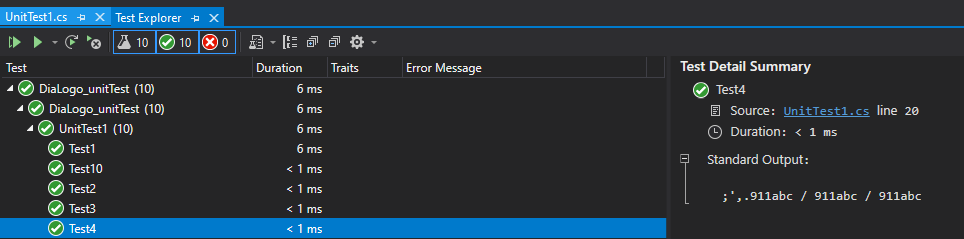 UnitTest1.cs
Test Explorer
10 10 0
Test Duration Traits Error Message
DiaLogo_unitTest (10) 6 ms
DiaLogo_unitTest (10) 6 ms
UnitTest1 (10) 6 ms
Test1 6 ms
Test10 < 1 ms
Test2 < 1 ms
Test3 < 1 ms
Test4 < 1 ms
Test Detail Summary
Test4
Source: UnitTest1.cs line 20
Duration: < 1 ms
Standard Output:
;',.911abc / 911abc / 911abc